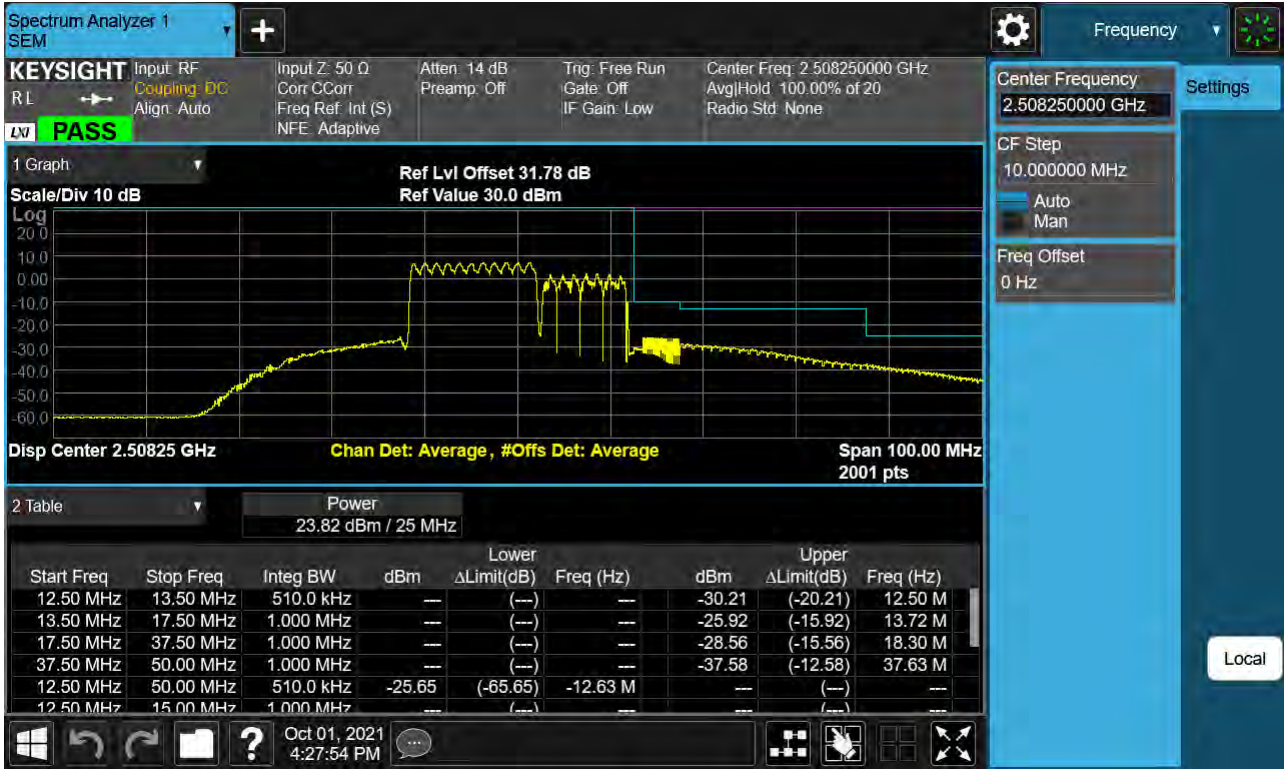 Spectrum Analyzer 1
SEM
+
Frequency
KEYSIGHT
R L
LXI PASS
Input: RF
Coupling: DC
Align: Auto
Input Z: 50 Ω
Corr CCorr
Freq Ref: Int (S)
NFE: Adaptive
Atten: 14 dB
Preamp: Off
Trig: Free Run
Gate: Off
IF Gain: Low
Center Freq: 2.508250000 GHz
Avg|Hold: 100.00% of 20
Radio Std: None
Center Frequency
2.508250000 GHz
Settings
CF Step
10.000000 MHz
Auto
Man
Freq Offset
0 Hz
Local
1 Graph
Scale/Div 10 dB
Ref Lvl Offset 31.78 dB
Ref Value 30.0 dBm
Log
20.0
10.0
0.00
-10.0
-20.0
-30.0
-40.0
-50.0
-60.0
Disp Center 2.50825 GHz
Chan Det: Average, #Offs Det: Average
Span 100.00 MHz
2001 pts
2 Table
Power
23.82 dBm / 25 MHz
Lower Upper
Start Freq Stop Freq Integ BW dBm ΔLimit(dB) Freq (Hz) dBm ΔLimit(dB) Freq (Hz)
12.50 MHz 13.50 MHz 510.0 kHz --- (---) --- -30.21 (-20.21) 12.50 M
13.50 MHz 17.50 MHz 1.000 MHz --- (---) --- -25.92 (-15.92) 13.72 M
17.50 MHz 37.50 MHz 1.000 MHz --- (---) --- -28.56 (-15.56) 18.30 M
37.50 MHz 50.00 MHz 1.000 MHz --- (---) --- -37.58 (-12.58) 37.63 M
12.50 MHz 50.00 MHz 510.0 kHz -25.65 (-65.65) -12.63 M --- (---) ---
12.50 MHz 15.00 MHz 1.000 MHz --- (---) --- --- (---) ---
?
Oct 01, 2021
4:27:54 PM